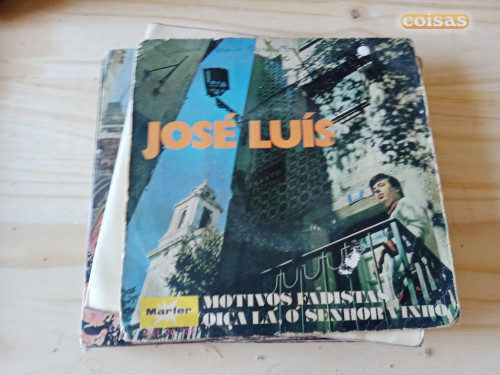 coisas
JOSÉ LUÍS
MOTIVOS FADISTAS
OIÇA LÁ, Ó SENHOR VINHO
Marfer